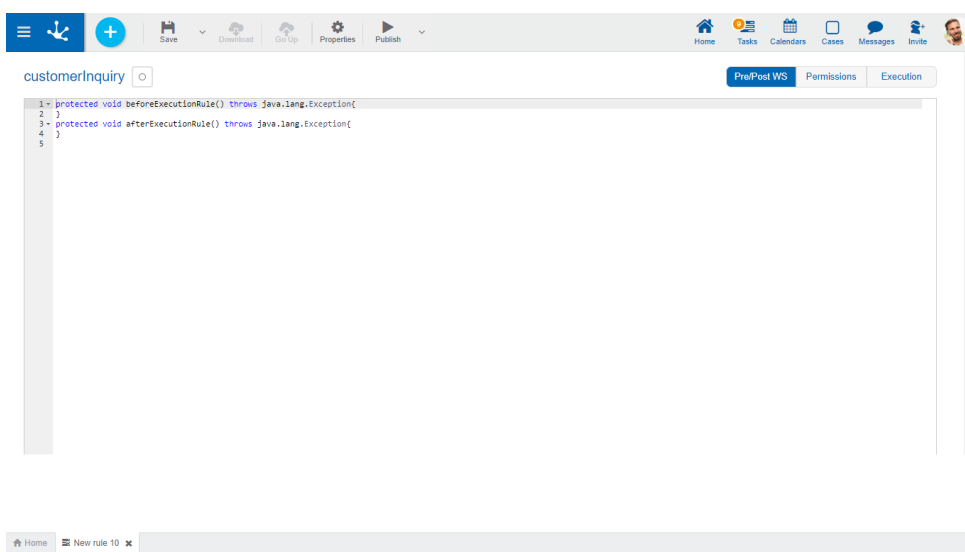 Save
Download
Go Up
Properties
Publish
Home
9
Tasks
Calendars
Cases
Messages
Invite
customerInquiry
Pre/Post WS
Permissions
Execution
1 protected void beforeExecutionRule() throws java.lang.Exception{
2 }
3 protected void afterExecutionRule() throws java.lang.Exception{
4 }
5
Home
New rule 10